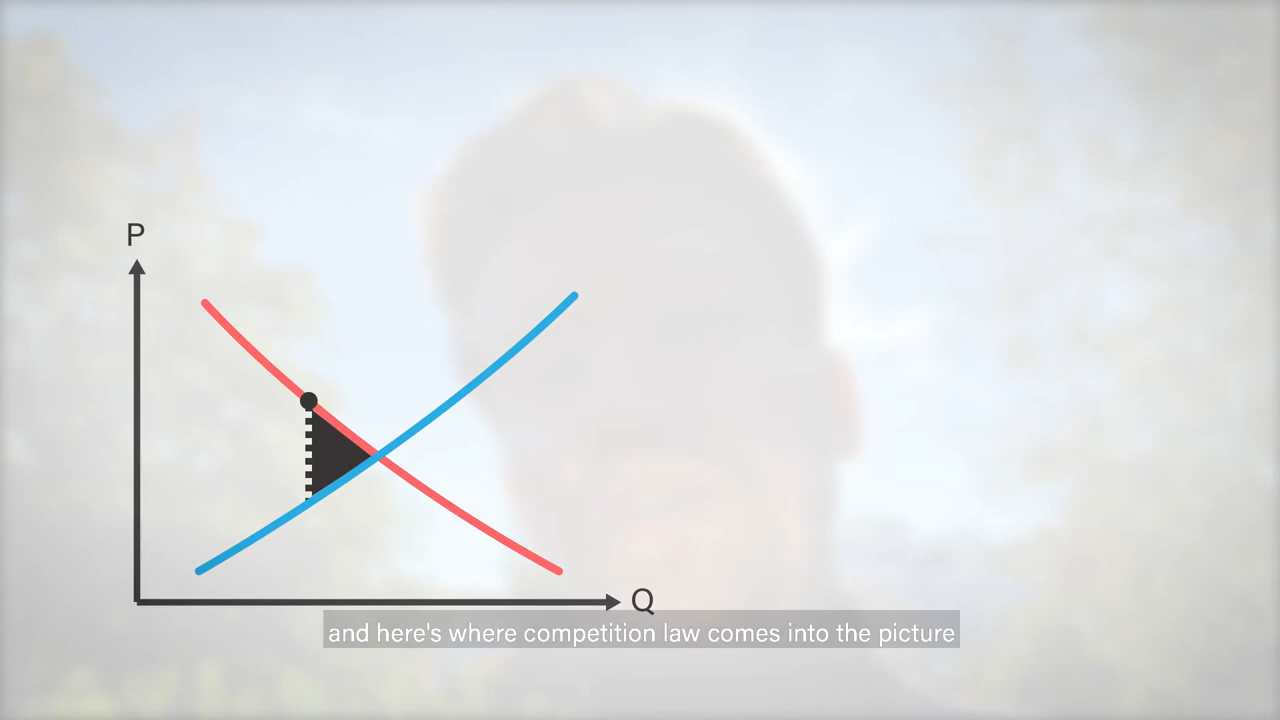 P
Q
and here's where competition law comes into the picture